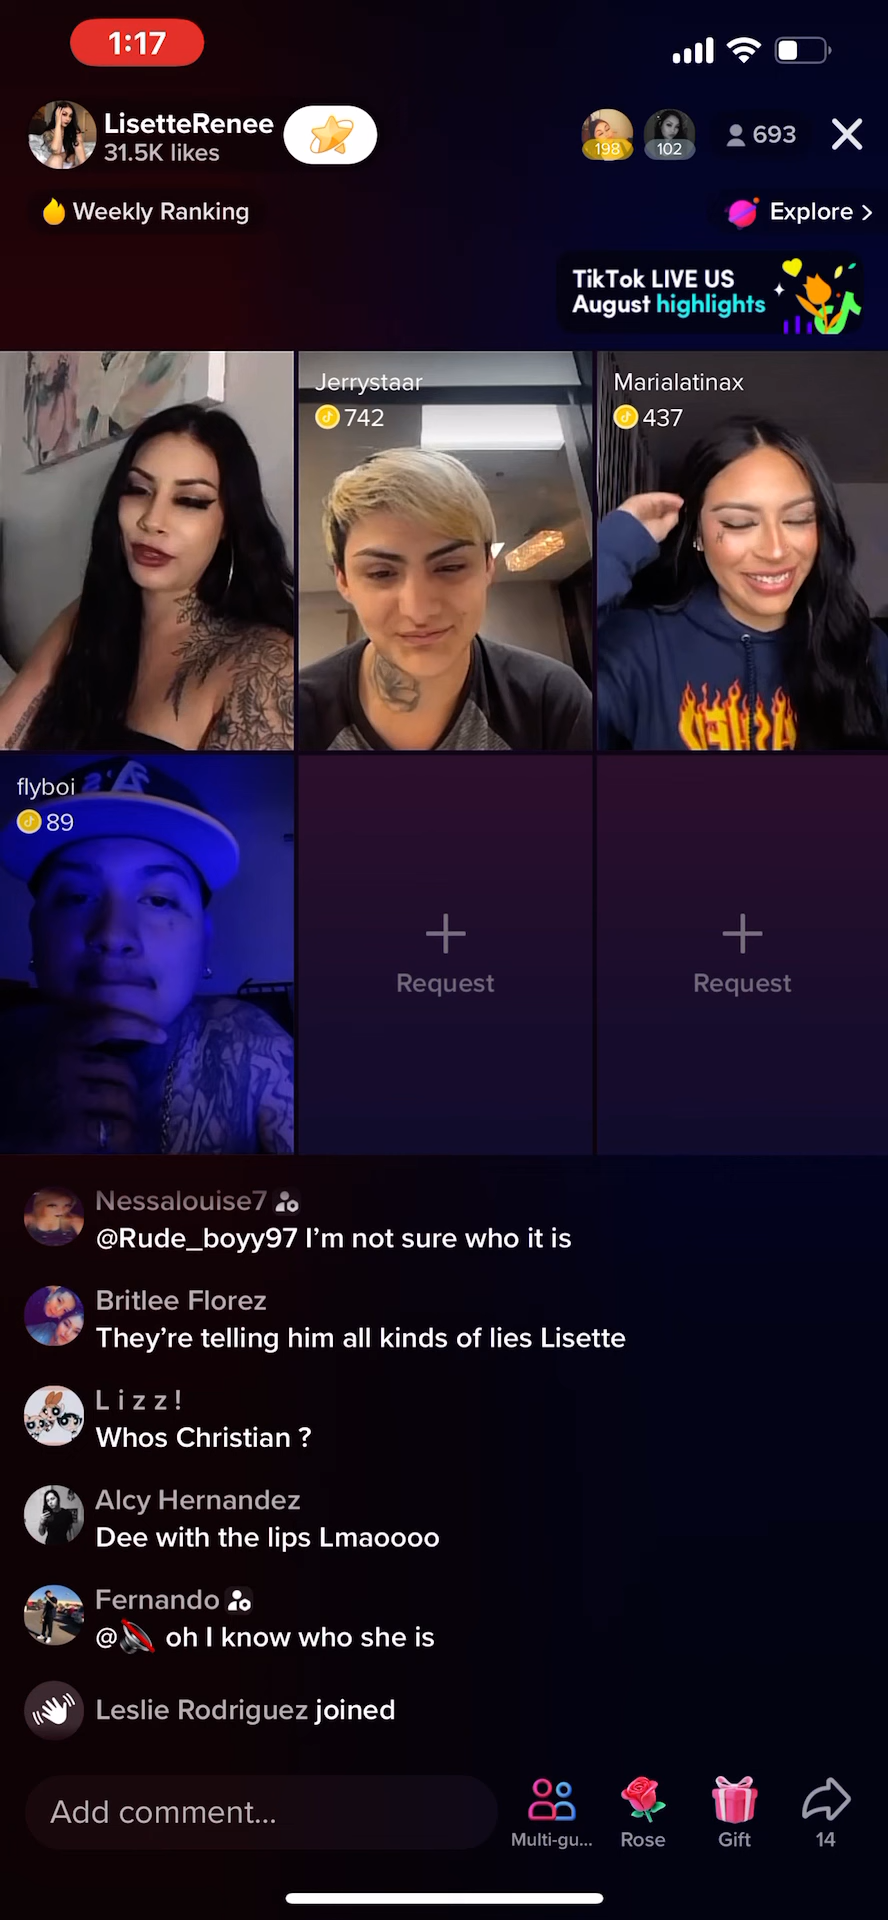 1:17
LisetteRenee
31.5K likes
198
102
693
Weekly Ranking
Explore >
TikTok LIVE US
August highlights
Jerrystaar
742
Marialatinax
437
flyboi
89
+
Request
+
Request
Nessalouise7
@Rude_boyy97 I'm not sure who it is
Britlee Florez
They're telling him all kinds of lies Lisette
L i z z !
Whos Christian ?
Alcy Hernandez
Dee with the lips Lmaoooo
Fernando
@🔇 oh I know who she is
Leslie Rodriguez joined
Add comment...
Multi-gu...
Rose
Gift
14